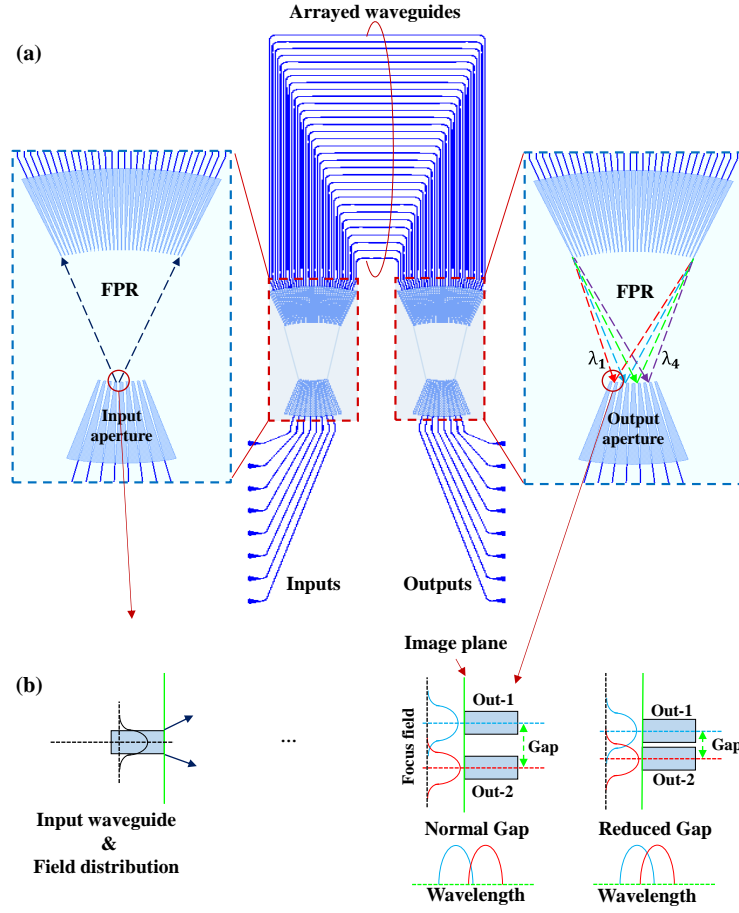 Arrayed waveguides
(a)
FPR
Input
aperture
FPR
λ1
λ4
Output
aperture
Inputs
Outputs
Image plane
(b)
...
Input waveguide
&
Field distribution
Focus field
Out-1
Gap
Out-2
Normal Gap
Wavelength
Out-1
Gap
Out-2
Reduced Gap
Wavelength